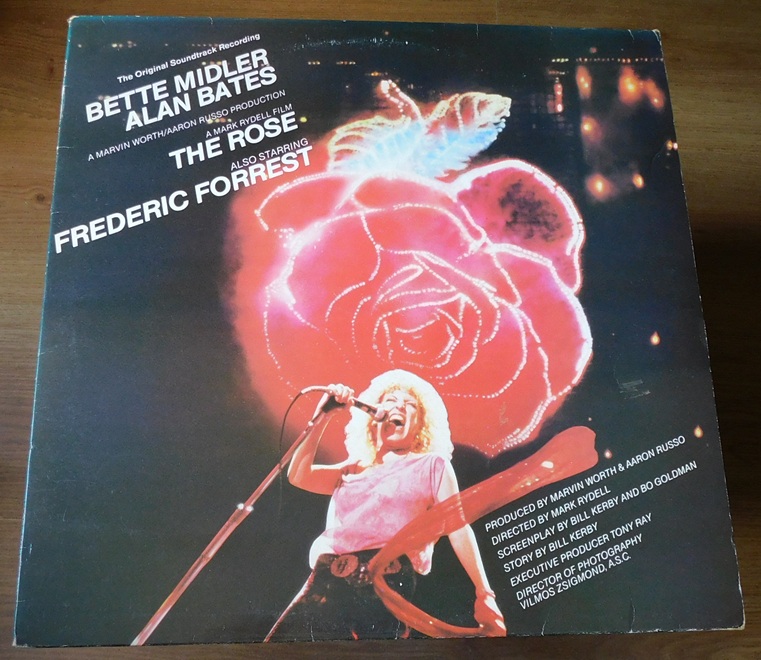 The Original Soundtrack Recording
BETTE MIDLER
ALAN BATES
A MARVIN WORTH/AARON RUSSO PRODUCTION
A MARK RYDELL FILM
THE ROSE
ALSO STARRING
FREDERIC FORREST
PRODUCED BY MARVIN WORTH & AARON RUSSO
DIRECTED BY MARK RYDELL
SCREENPLAY BY BILL KERBY AND BO GOLDMAN
STORY BY BILL KERBY
EXECUTIVE PRODUCER TONY RAY
DIRECTOR OF PHOTOGRAPHY
VILMOS ZSIGMOND, A.S.C.